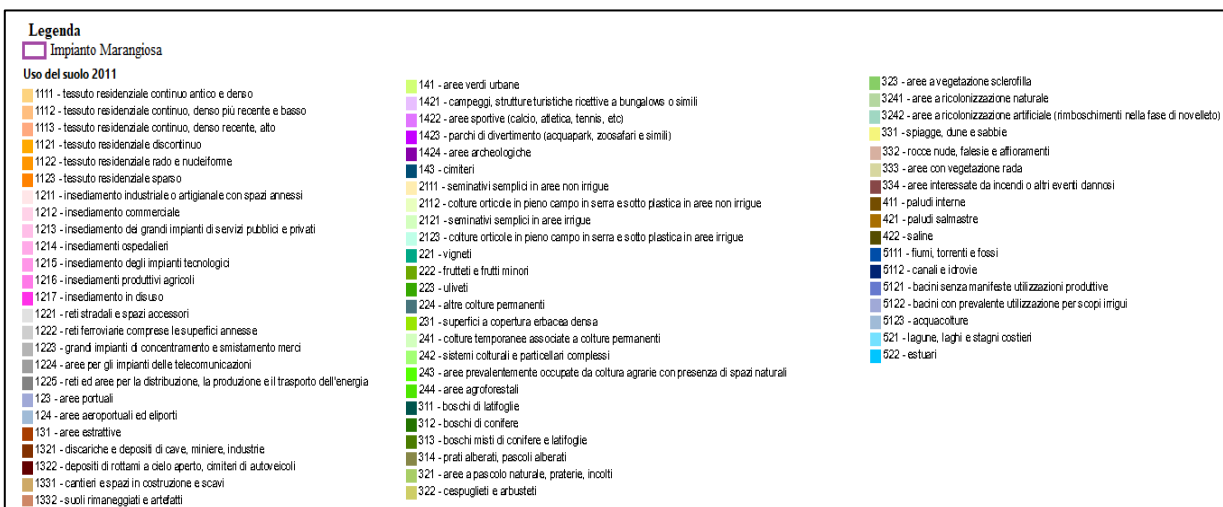 Legenda
Impianto Marangiosa
Uso del suolo 2011
1111 - tessuto residenziale continuo antico e denso
1112 - tessuto residenziale continuo, denso più recente e basso
1113 - tessuto residenziale continuo, denso recente, alto
1121 - tessuto residenziale discontinuo
1122 - tessuto residenziale rado e nucleiforme
1123 - tessuto residenziale sparso
1211 - insediamento industriale o artigianale con spazi annessi
1212 - insediamento commerciale
1213 - insediamento dei grandi impianti di servizi pubblici e privati
1214 - insediamenti ospedalieri
1215 - insediamento degli impianti tecnologici
1216 - insediamenti produttivi agricoli
1217 - insediamento in disuso
1221 - reti stradali e spazi accessori
1222 - reti ferroviarie comprese le superfici annesse
1223 - grandi impianti di concentramento e smistamento merci
1224 - aree per gli impianti delle telecomunicazioni
1225 - reti ed aree per la distribuzione, la produzione e il trasporto dell'energia
123 - aree portuali
124 - aree aeroportuali ed eliporti
131 - aree estrattive
1321 - discariche e depositi di cave, miniere, industrie
1322 - depositi di rottami a cielo aperto, cimiteri di autoveicoli
1331 - cantieri e spazi in costruzione e scavi
1332 - suoli rimaneggiati e artefatti
141 - aree verdi urbane
1421 - campeggi, strutture turistiche ricettive a bungalows o simili
1422 - aree sportive (calcio, atletica, tennis, etc)
1423 - parchi di divertimento (acquapark, zoosafari e simili)
1424 - aree archeologiche
143 - cimiteri
2111 - seminativi semplici in aree non irrigue
2112 - colture orticole in pieno campo in serra e sotto plastica in aree non irrigue
2121 - seminativi semplici in aree irrigue
2123 - colture orticole in pieno campo in serra e sotto plastica in aree irrigue
221 - vigneti
222 - frutteti e frutti minori
223 - uliveti
224 - altre colture permanenti
231 - superfici a copertura erbacea densa
241 - colture temporanee associate a colture permanenti
242 - sistemi colturali e particellari complessi
243 - aree prevalentemente occupate da coltura agrarie con presenza di spazi naturali
244 - aree agroforestali
311 - boschi di latifoglie
312 - boschi di conifere
313 - boschi misti di conifere e latifoglie
314 - prati alberati, pascoli alberati
321 - aree a pascolo naturale, praterie, incolti
322 - cespuglieti e arbusteti
323 - aree a vegetazione sclerofilla
3241 - aree a ricolonizzazione naturale
3242 - aree a ricolonizzazione artificiale (rimboschimenti nella fase di novelleto)
331 - spiagge, dune e sabbie
332 - rocce nude, falesie e affioramenti
333 - aree con vegetazione rada
334 - aree interessate da incendi o altri eventi dannosi
411 - paludi interne
421 - paludi salmastre
422 - saline
5111 - fiumi, torrenti e fossi
5112 - canali e idrovie
5121 - bacini senza manifeste utilizzazioni produttive
5122 - bacini con prevalente utilizzazione per scopi irrigui
5123 - acquacolture
521 - lagune, laghi e stagni costieri
522 - estuari